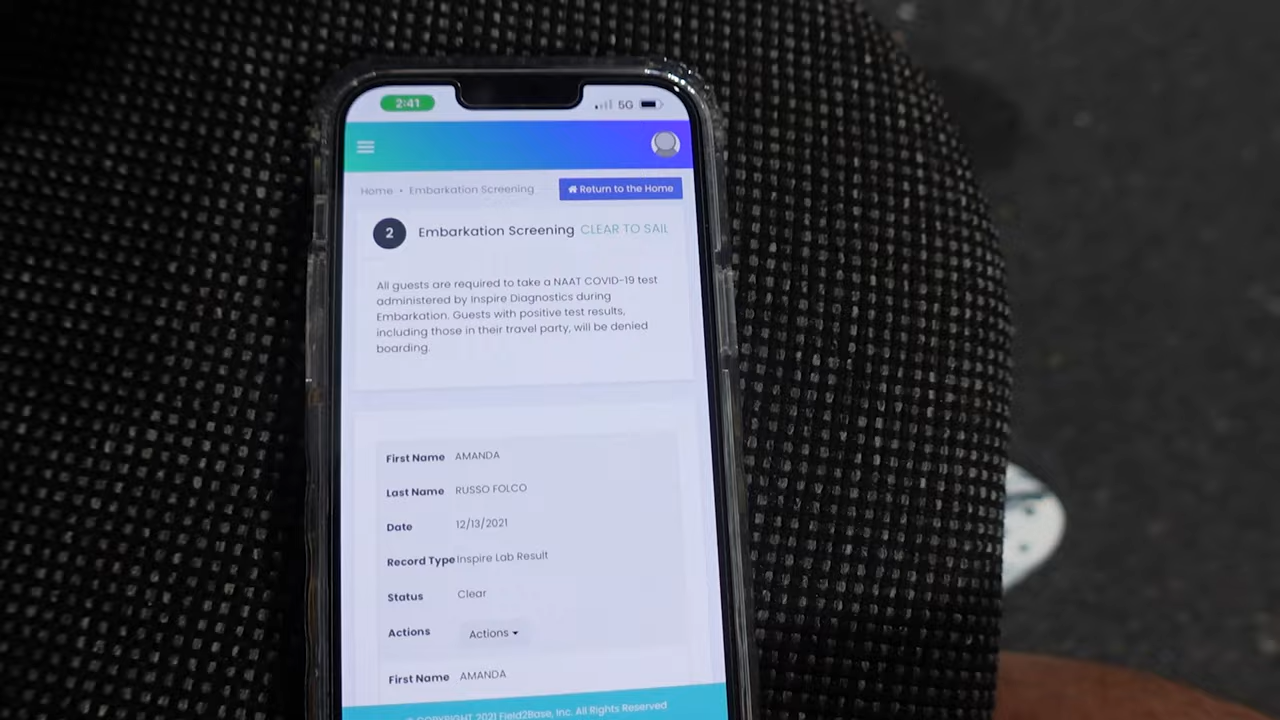 2:41 5G
Home • Embarkation Screening Return to the Home
2 Embarkation Screening CLEAR TO SAIL
All guests are required to take a NAAT COVID-19 test
administered by Inspire Diagnostics during
Embarkation. Guests with positive test results,
including those in their travel party, will be denied
boarding.
First Name AMANDA
Last Name RUSSO FOLCO
Date 12/13/2021
Record Type Inspire Lab Result
Status Clear
Actions Actions
First Name AMANDA
© COPYRIGHT 2021 Field2Base, Inc. All Rights Reserved